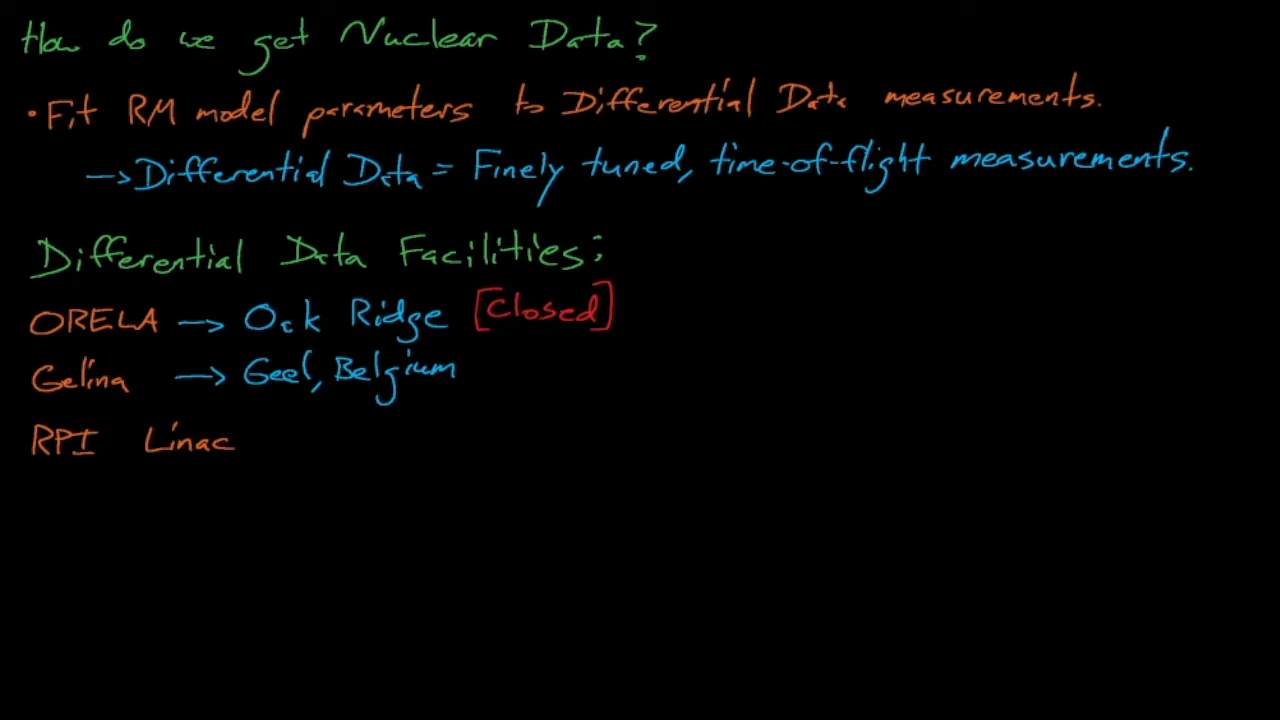 How do we get Nuclear Data?
• Fit RM model parameters to Differential Data measurements.
→ Differential Data = Finely tuned, time-of-flight measurements.
Differential Data Facilities:
ORELA → Oak Ridge [Closed]
Gelina → Geel, Belgium
RPI Linac